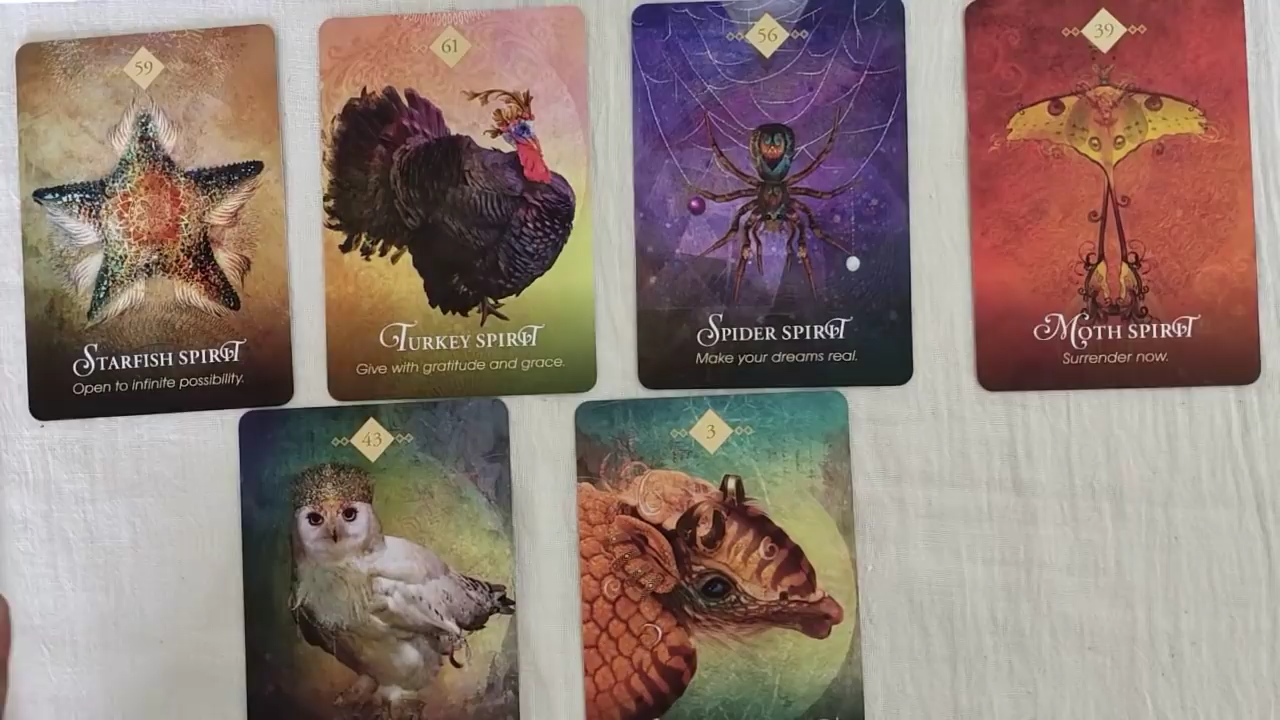 59
STARFISH SPIRIT
Open to infinite possibility.
61
TURKEY SPIRIT
Give with gratitude and grace.
56
SPIDER SPIRIT
Make your dreams real.
39
MOTH SPIRIT
Surrender now.
43
3